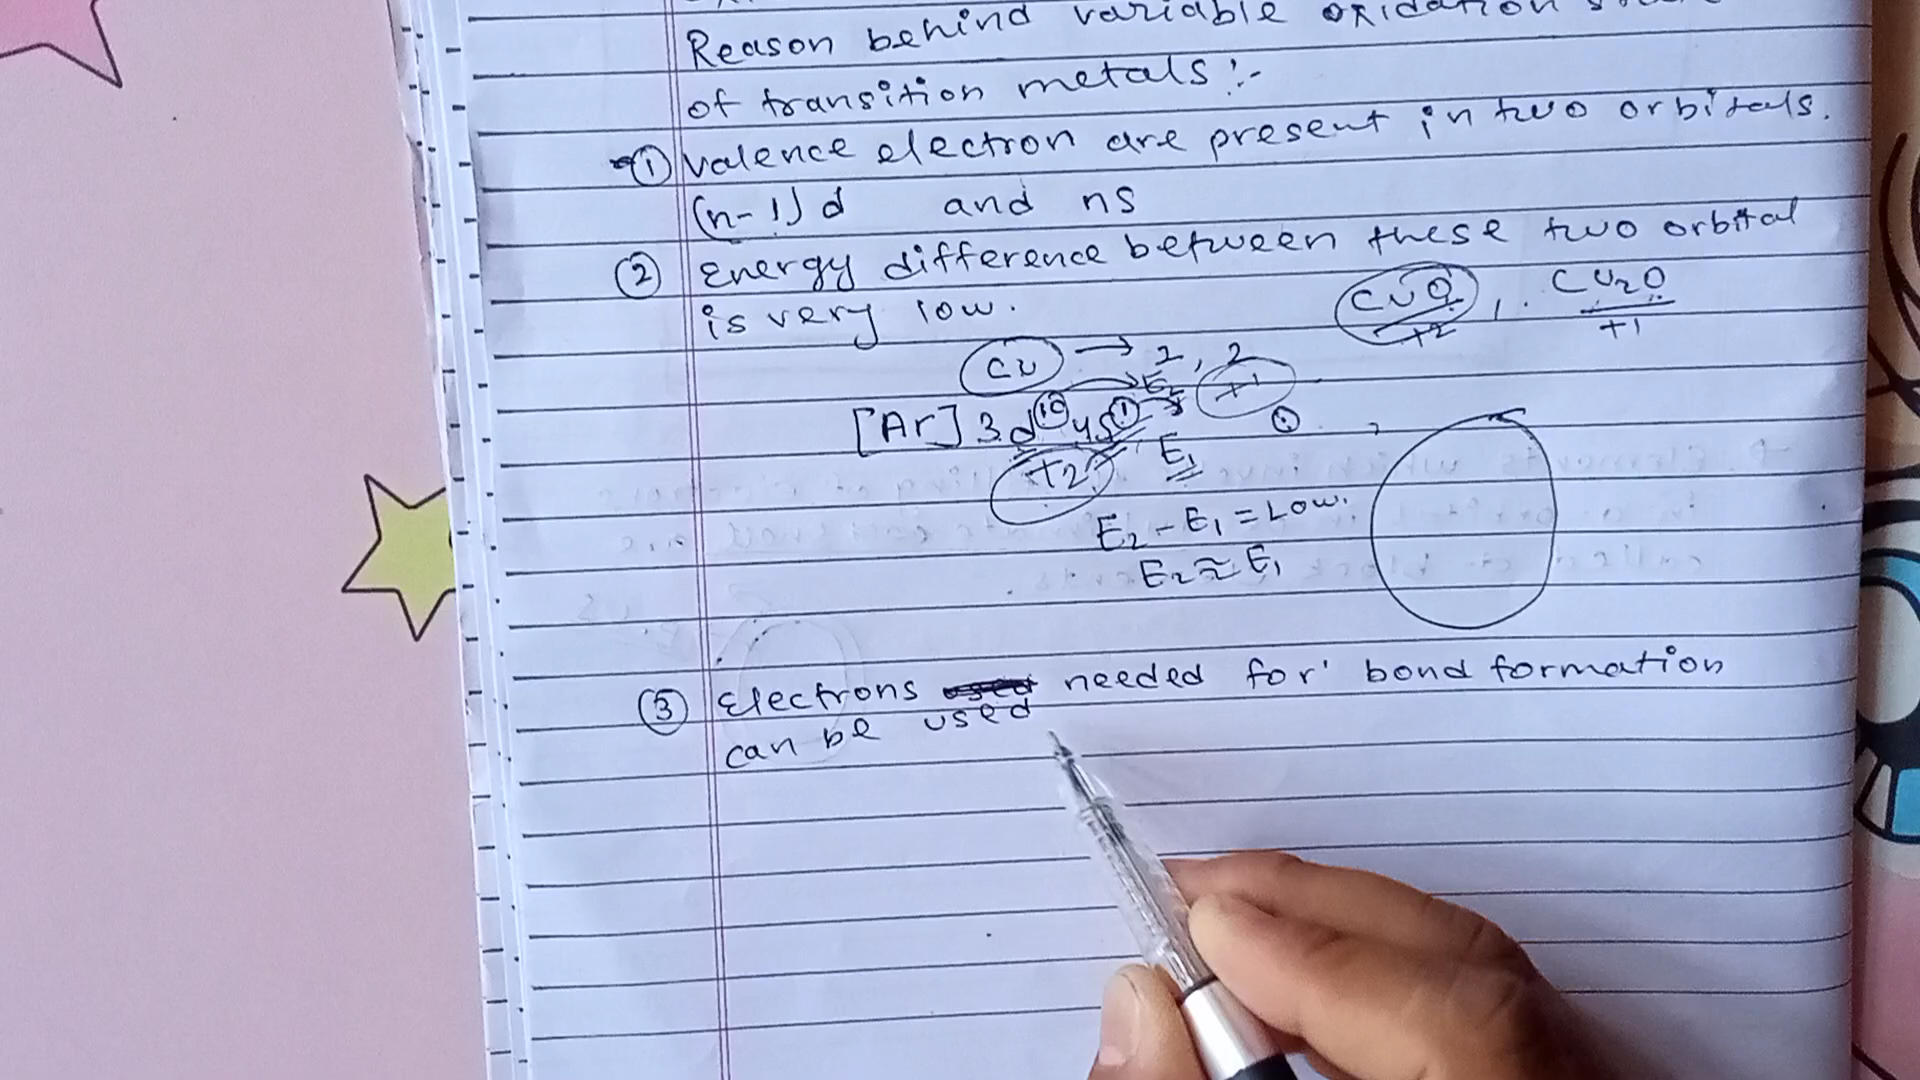 Reason behind variable oxidation
of transition metals :-
① valence electron are present in two orbitals.
(n-1)d and ns
② Energy difference between these two orbital
is very low.
CuO , Cu2O
+2 +1
Cu → 2, 2
E2 +1
[Ar] 3d10 4s1
+2 E1
E2 - E1 = Low.
E2 ≈ E1
③ Electrons needed for bond formation
can be used